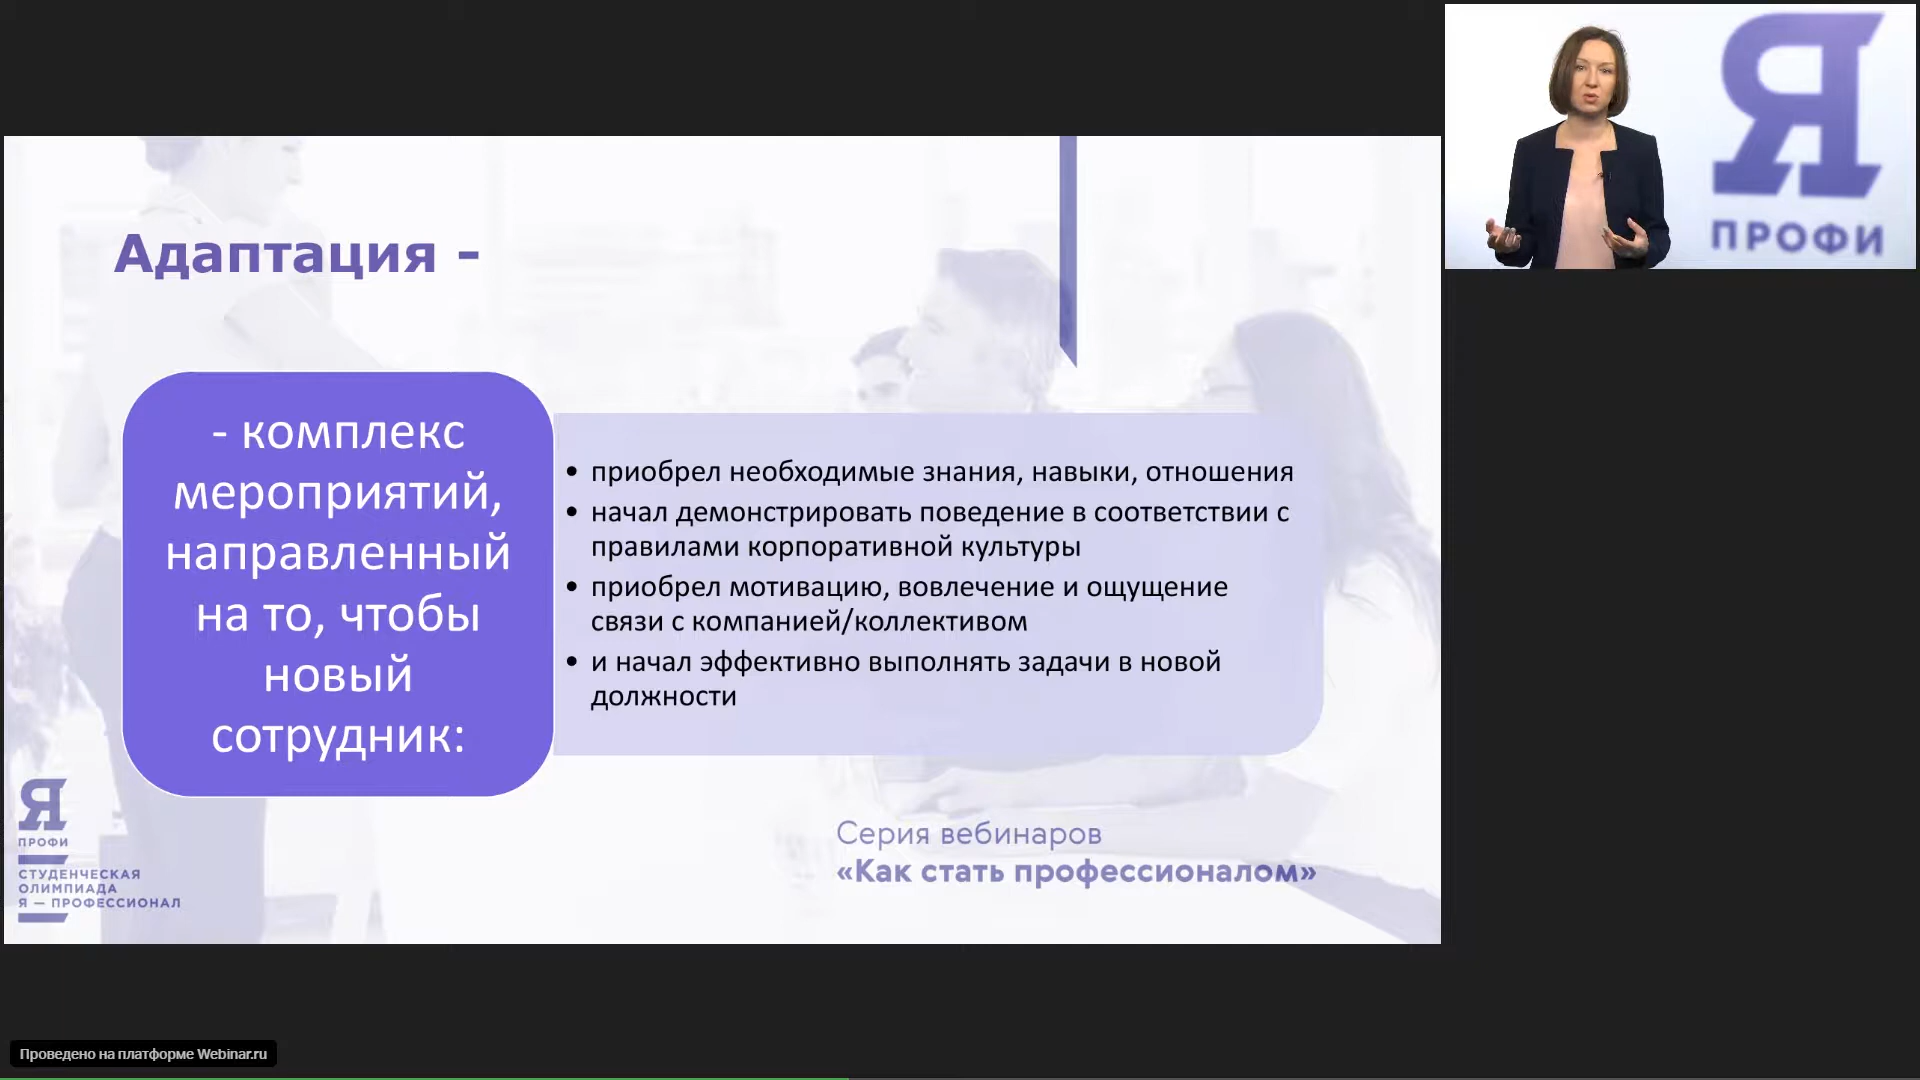 Адаптация -
- комплекс
мероприятий,
направленный
на то, чтобы
новый
сотрудник:
• приобрел необходимые знания, навыки, отношения
• начал демонстрировать поведение в соответствии с
правилами корпоративной культуры
• приобрел мотивацию, вовлечение и ощущение
связи с компанией/коллективом
• и начал эффективно выполнять задачи в новой
должности
Я
ПРОФИ
СТУДЕНЧЕСКАЯ
ОЛИМПИАДА
Я — ПРОФЕССИОНАЛ
Серия вебинаров
«Как стать профессионалом»
Я
ПРОФИ
Проведено на платформе Webinar.ru